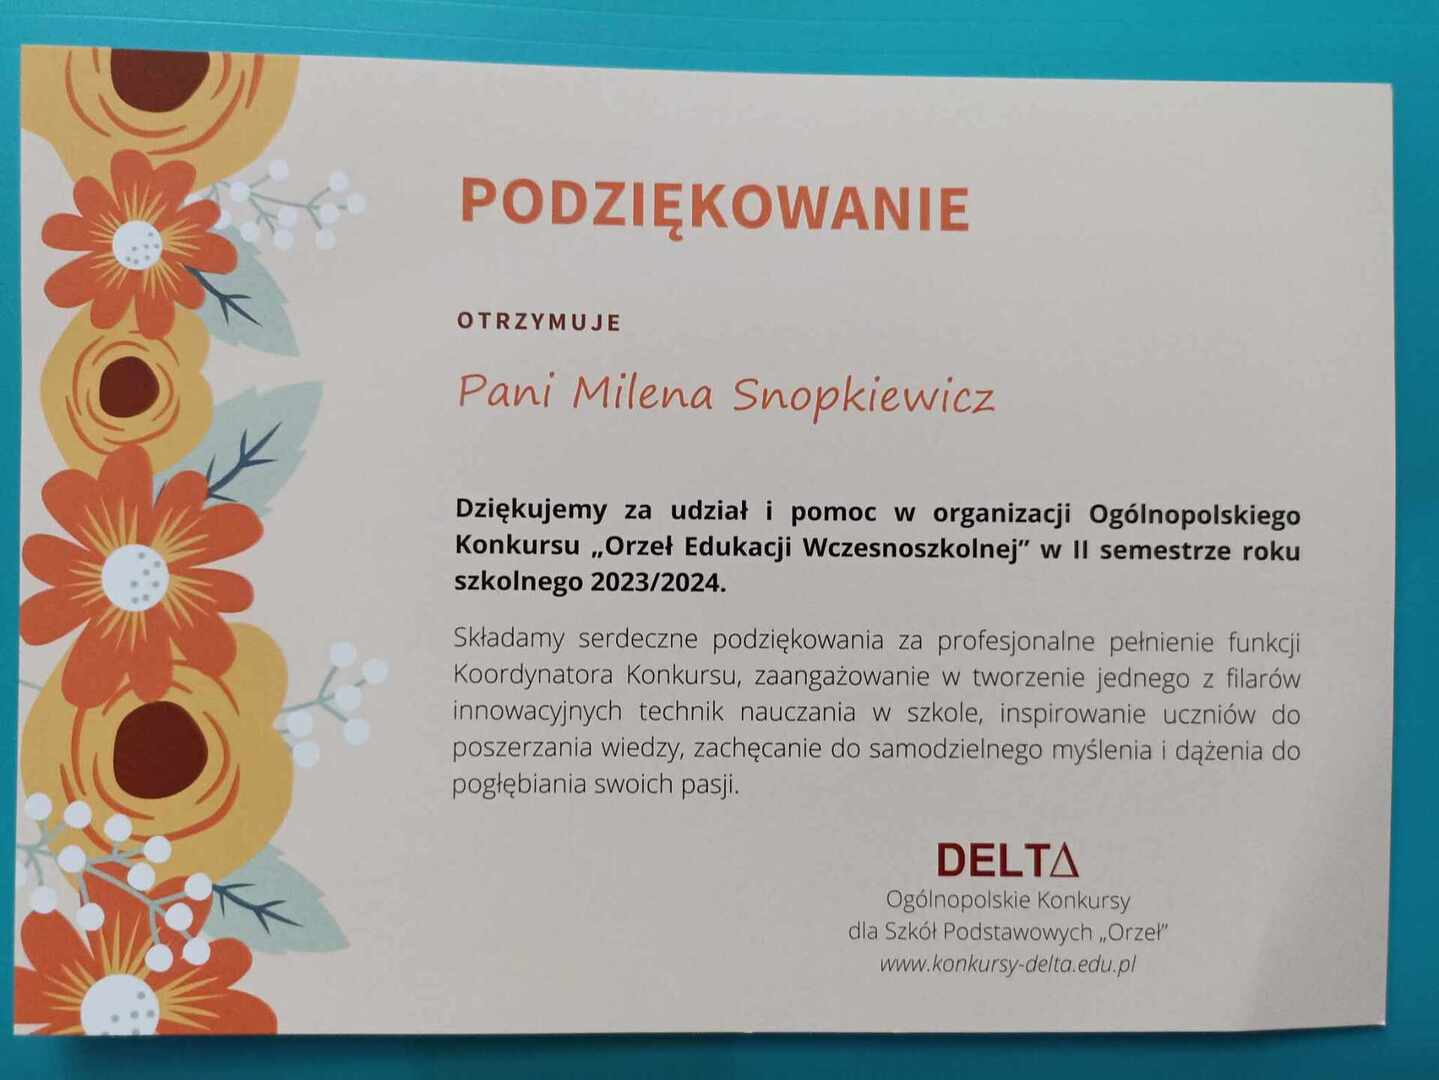 PODZIĘKOWANIE
OTRZYMUJE
Pani Milena Snopkiewicz
Dziękujemy za udział i pomoc w organizacji Ogólnopolskiego
Konkursu „Orzeł Edukacji Wczesnoszkolnej” w II semestrze roku
szkolnego 2023/2024.
Składamy serdeczne podziękowania za profesjonalne pełnienie funkcji
Koordynatora Konkursu, zaangażowanie w tworzenie jednego z filarów
innowacyjnych technik nauczania w szkole, inspirowanie uczniów do
poszerzania wiedzy, zachęcanie do samodzielnego myślenia i dążenia do
pogłębiania swoich pasji.
DELTA
Ogólnopolskie Konkursy
dla Szkół Podstawowych „Orzeł”
www.konkursy-delta.edu.pl